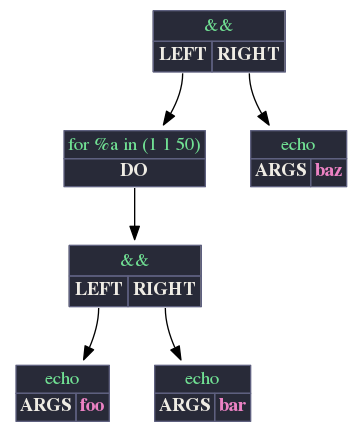 &&
LEFT RIGHT
for %a in (1 1 50)
DO
echo
ARGS baz
&&
LEFT RIGHT
echo
ARGS foo
echo
ARGS bar